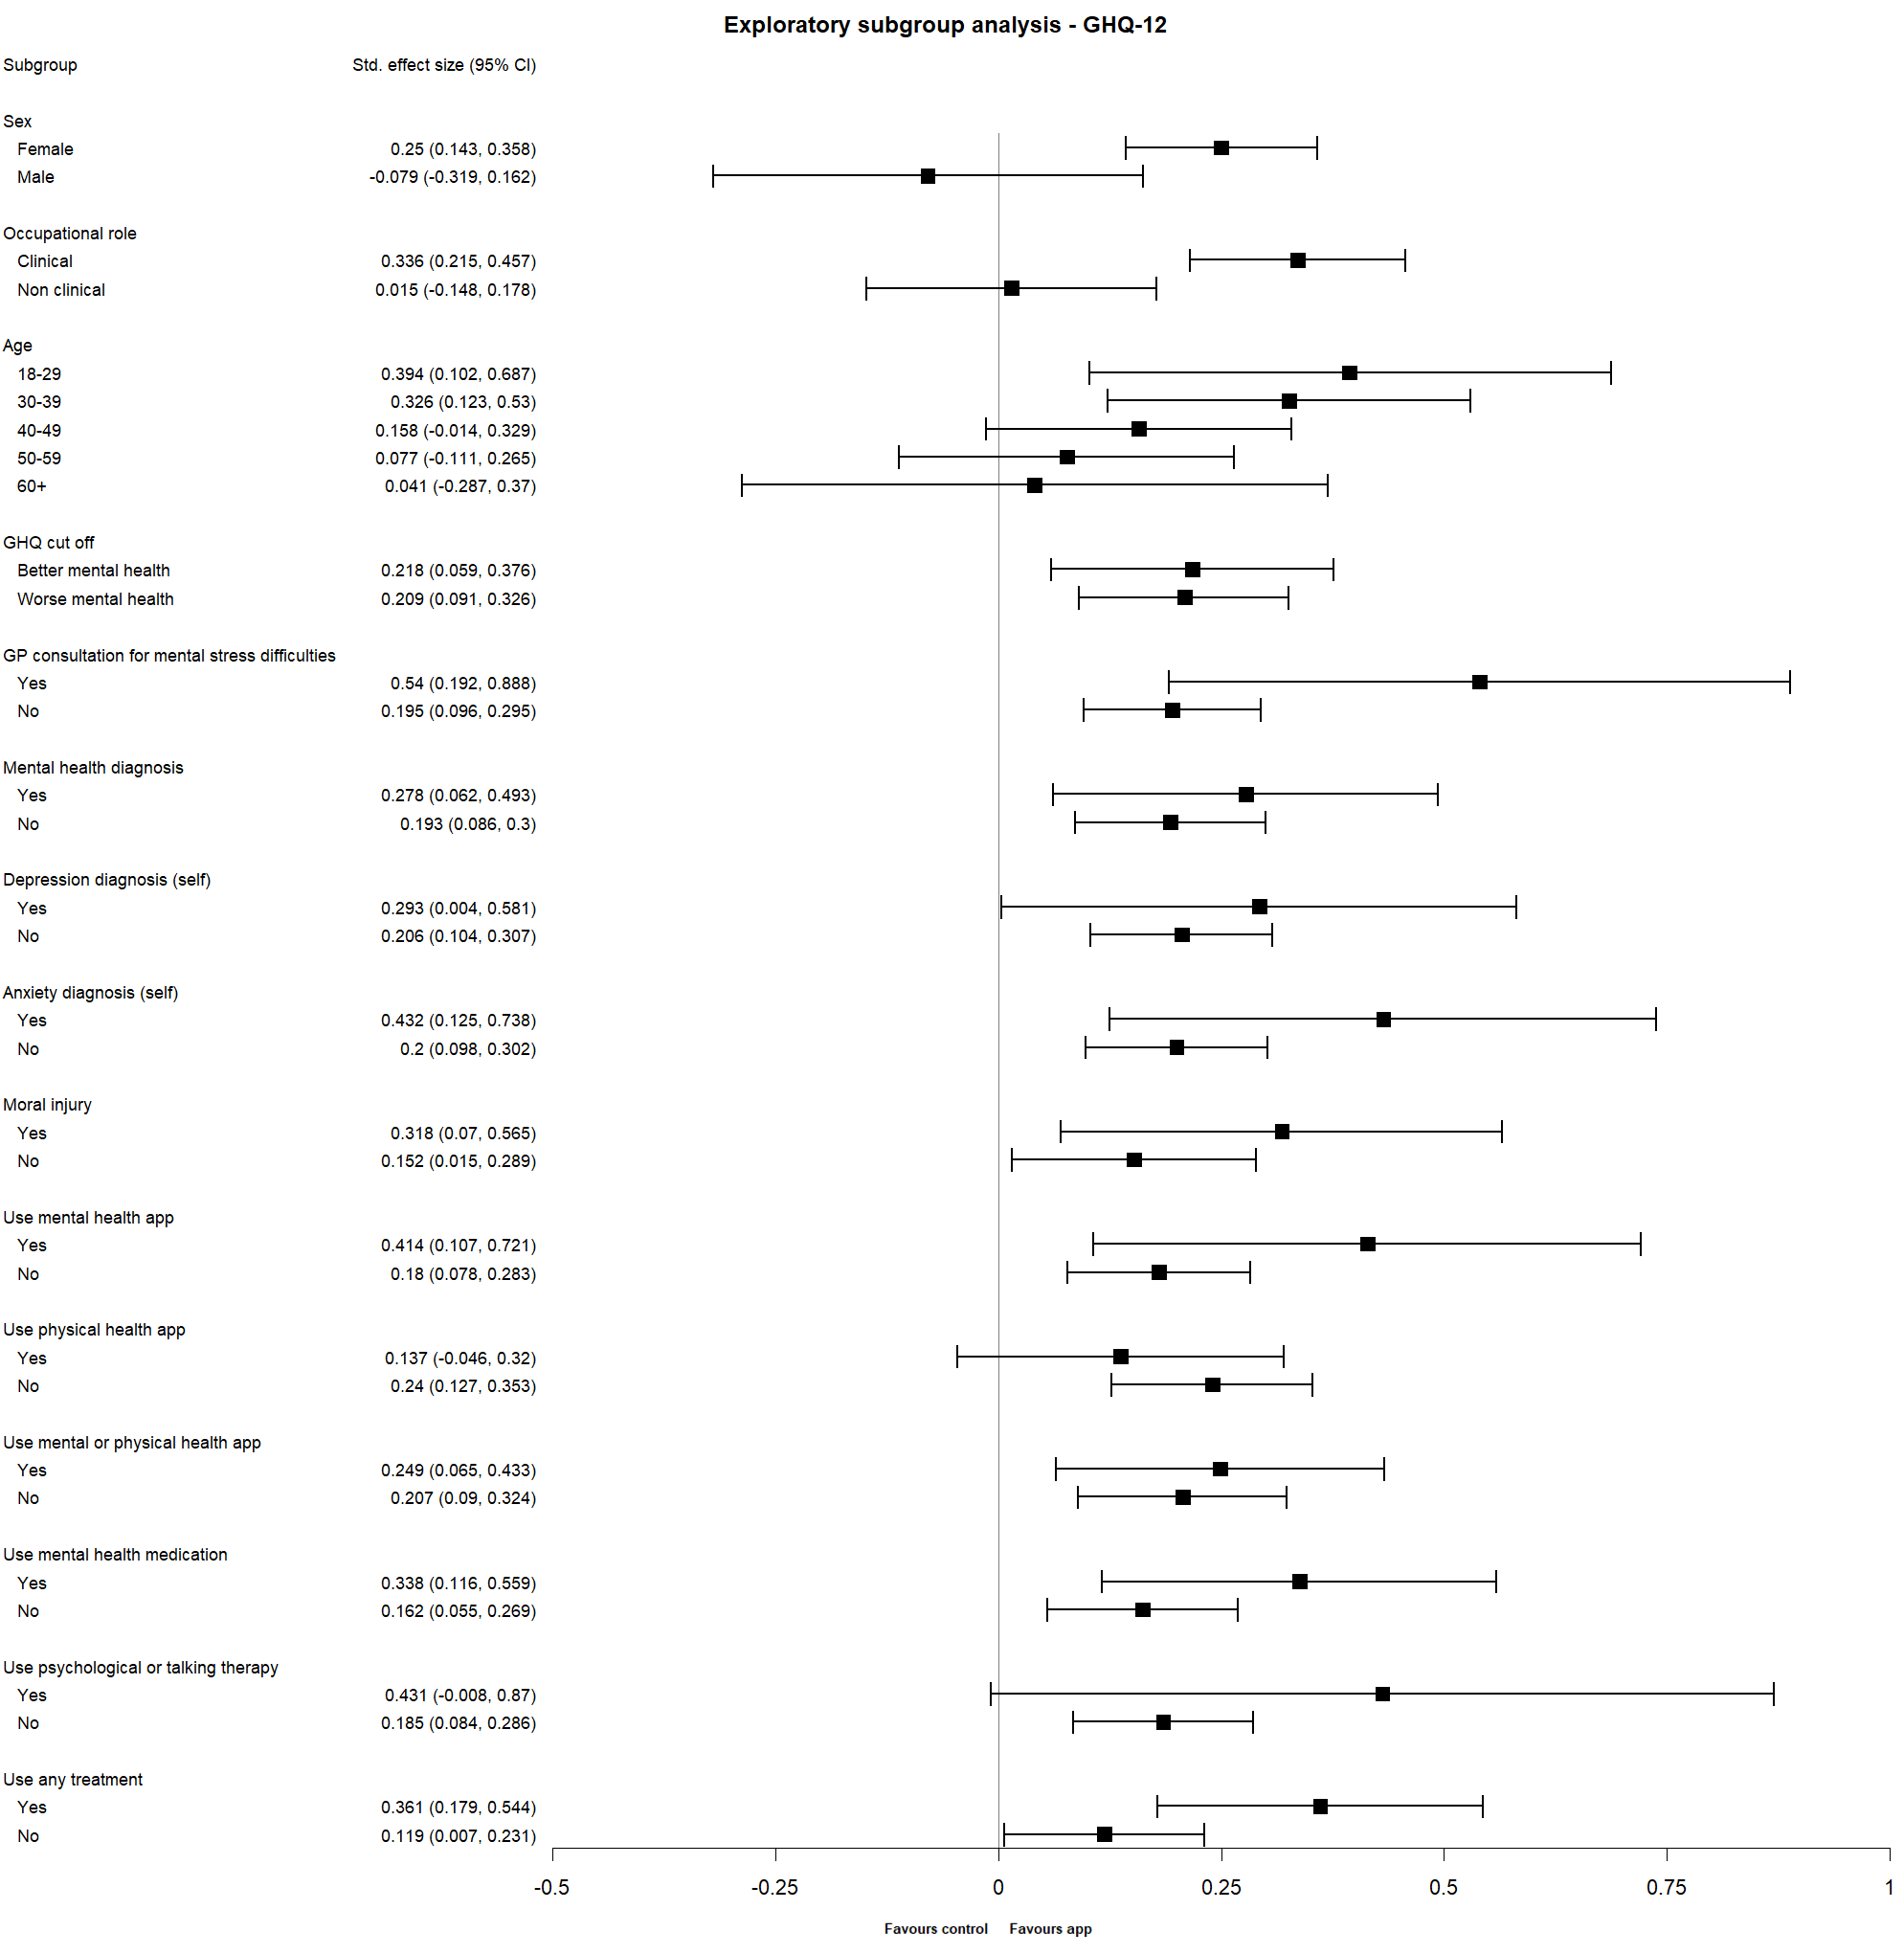 Exploratory subgroup analysis - GHQ-12
Subgroup Std. effect size (95% CI)
Sex
Female 0.25 (0.143, 0.358)
Male -0.079 (-0.319, 0.162)
Occupational role
Clinical 0.336 (0.215, 0.457)
Non clinical 0.015 (-0.148, 0.178)
Age
18-29 0.394 (0.102, 0.687)
30-39 0.326 (0.123, 0.53)
40-49 0.158 (-0.014, 0.329)
50-59 0.077 (-0.111, 0.265)
60+ 0.041 (-0.287, 0.37)
GHQ cut off
Better mental health 0.218 (0.059, 0.376)
Worse mental health 0.209 (0.091, 0.326)
GP consultation for mental stress difficulties
Yes 0.54 (0.192, 0.888)
No 0.195 (0.096, 0.295)
Mental health diagnosis
Yes 0.278 (0.062, 0.493)
No 0.193 (0.086, 0.3)
Depression diagnosis (self)
Yes 0.293 (0.004, 0.581)
No 0.206 (0.104, 0.307)
Anxiety diagnosis (self)
Yes 0.432 (0.125, 0.738)
No 0.2 (0.098, 0.302)
Moral injury
Yes 0.318 (0.07, 0.565)
No 0.152 (0.015, 0.289)
Use mental health app
Yes 0.414 (0.107, 0.721)
No 0.18 (0.078, 0.283)
Use physical health app
Yes 0.137 (-0.046, 0.32)
No 0.24 (0.127, 0.353)
Use mental or physical health app
Yes 0.249 (0.065, 0.433)
No 0.207 (0.09, 0.324)
Use mental health medication
Yes 0.338 (0.116, 0.559)
No 0.162 (0.055, 0.269)
Use psychological or talking therapy
Yes 0.431 (-0.008, 0.87)
No 0.185 (0.084, 0.286)
Use any treatment
Yes 0.361 (0.179, 0.544)
No 0.119 (0.007, 0.231)
-0.5 -0.25 0 0.25 0.5 0.75 1
Favours control Favours app